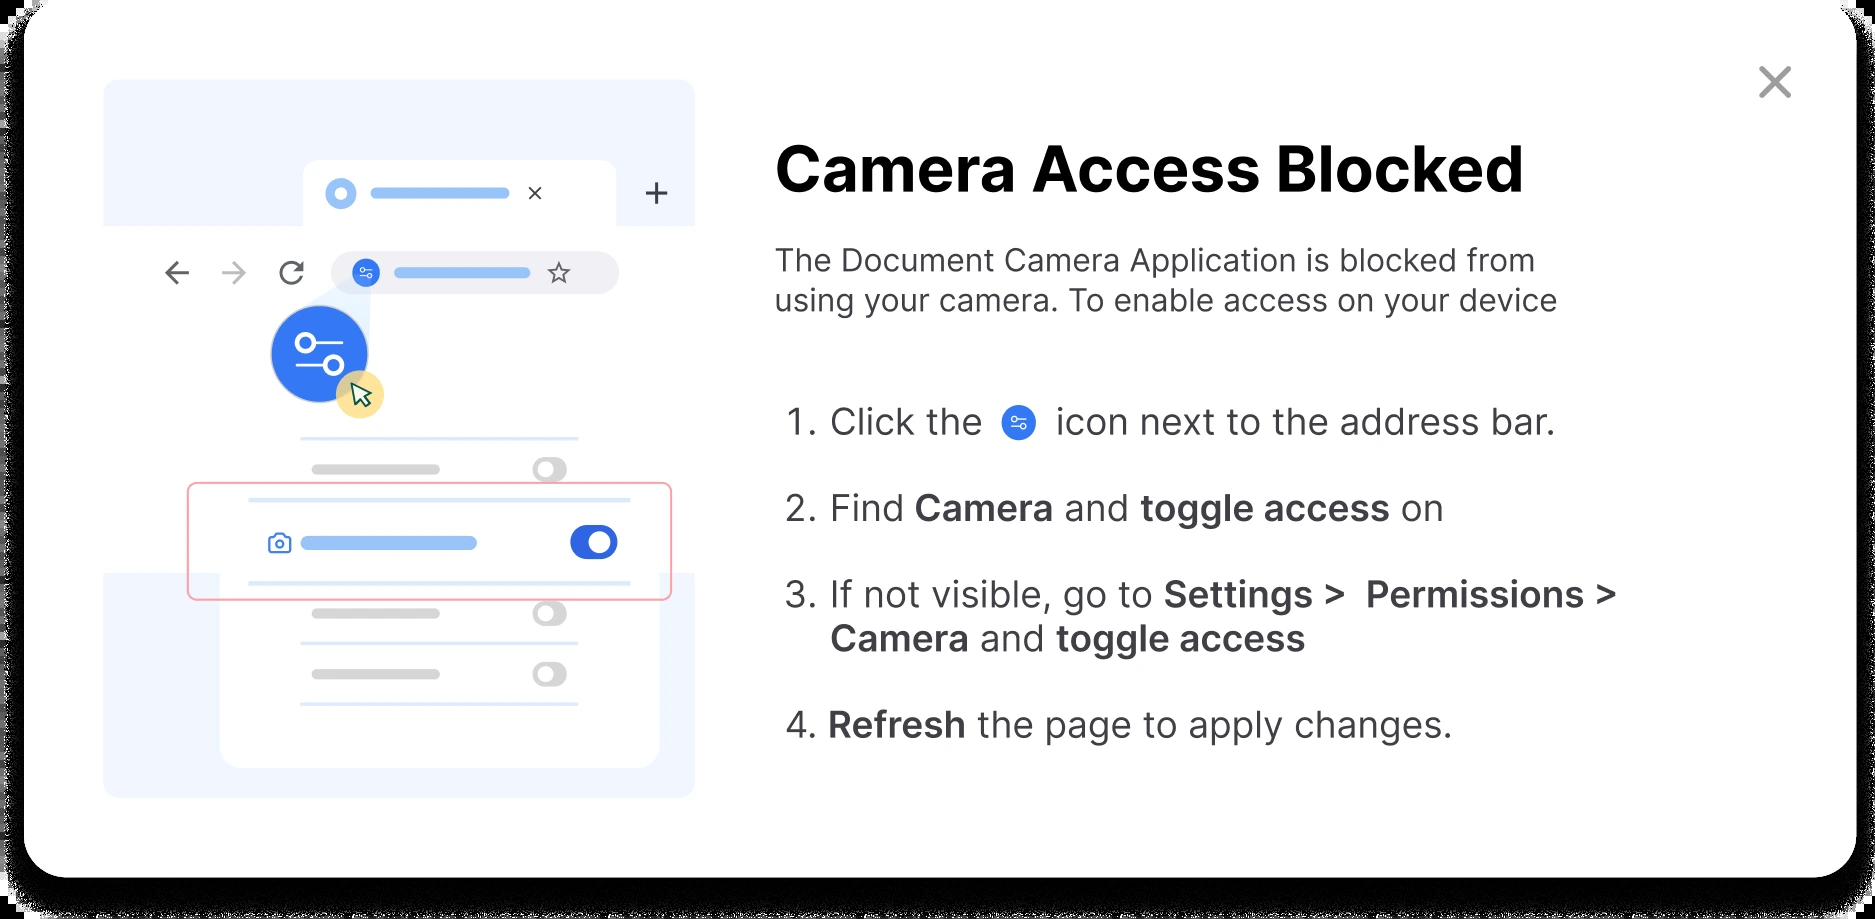 Camera Access Blocked
The Document Camera Application is blocked from
using your camera. To enable access on your device
1. Click the icon next to the address bar.
2. Find Camera and toggle access on
3. If not visible, go to Settings > Permissions >
Camera and toggle access
4. Refresh the page to apply changes.